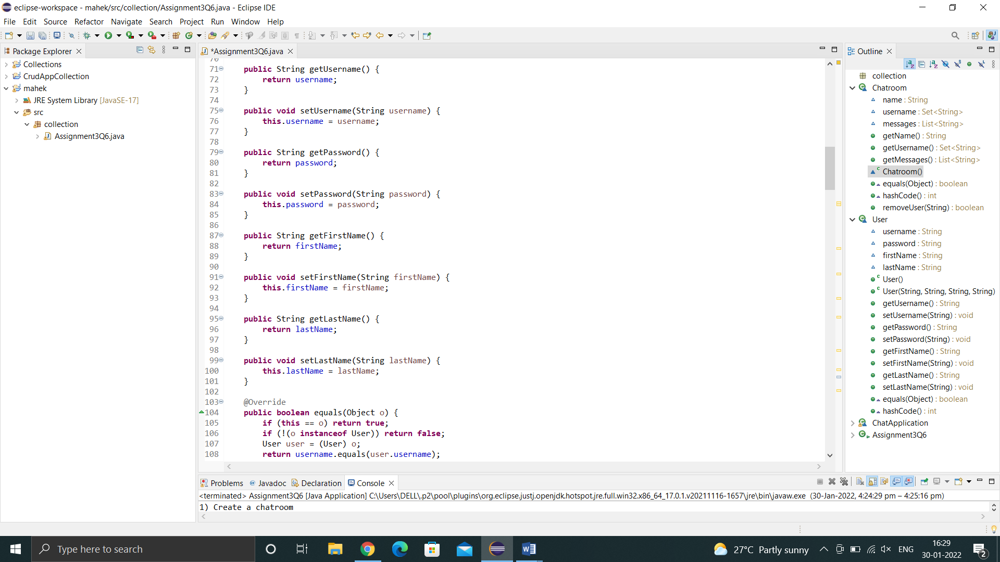 eclipse-workspace - mahek/src/collection/Assignment3Q6.java - Eclipse IDE
File Edit Source Refactor Navigate Search Project Run Window Help
Package Explorer
Collections
CrudAppCollection
mahek
JRE System Library [JavaSE-17]
src
collection
Assignment3Q6.java
*Assignment3Q6.java
70
71 public String getUsername() {
72 return username;
73 }
74
75 public void setUsername(String username) {
76 this.username = username;
77 }
78
79 public String getPassword() {
80 return password;
81 }
82
83 public void setPassword(String password) {
84 this.password = password;
85 }
86
87 public String getFirstName() {
88 return firstName;
89 }
90
91 public void setFirstName(String firstName) {
92 this.firstName = firstName;
93 }
94
95 public String getLastName() {
96 return lastName;
97 }
98
99 public void setLastName(String lastName) {
100 this.lastName = lastName;
101 }
102
103 @Override
104 public boolean equals(Object o) {
105 if (this == o) return true;
106 if (!(o instanceof User)) return false;
107 User user = (User) o;
108 return username.equals(user.username);
Outline
collection
Chatroom
name : String
username : Set<String>
messages : List<String>
getName() : String
getUsername() : Set<String>
getMessages() : List<String>
Chatroom()
equals(Object) : boolean
hashCode() : int
removeUser(String) : boolean
User
username : String
password : String
firstName : String
lastName : String
User()
User(String, String, String, String)
getUsername() : String
setUsername(String) : void
getPassword() : String
setPassword(String) : void
getFirstName() : String
setFirstName(String) : void
getLastName() : String
setLastName(String) : void
equals(Object) : boolean
hashCode() : int
ChatApplication
Assignment3Q6
Problems @ Javadoc Declaration Console
<terminated> Assignment3Q6 [Java Application] C:\Users\DELL\.p2\pool\plugins\org.eclipse.justj.openjdk.hotspot.jre.full.win32.x86_64_17.0.1.v20211116-1657\jre\bin\javaw.exe (30-Jan-2022, 4:24:29 pm – 4:25:16 pm)
1) Create a chatroom
Type here to search
27°C Partly sunny
ENG
16:29
30-01-2022
2